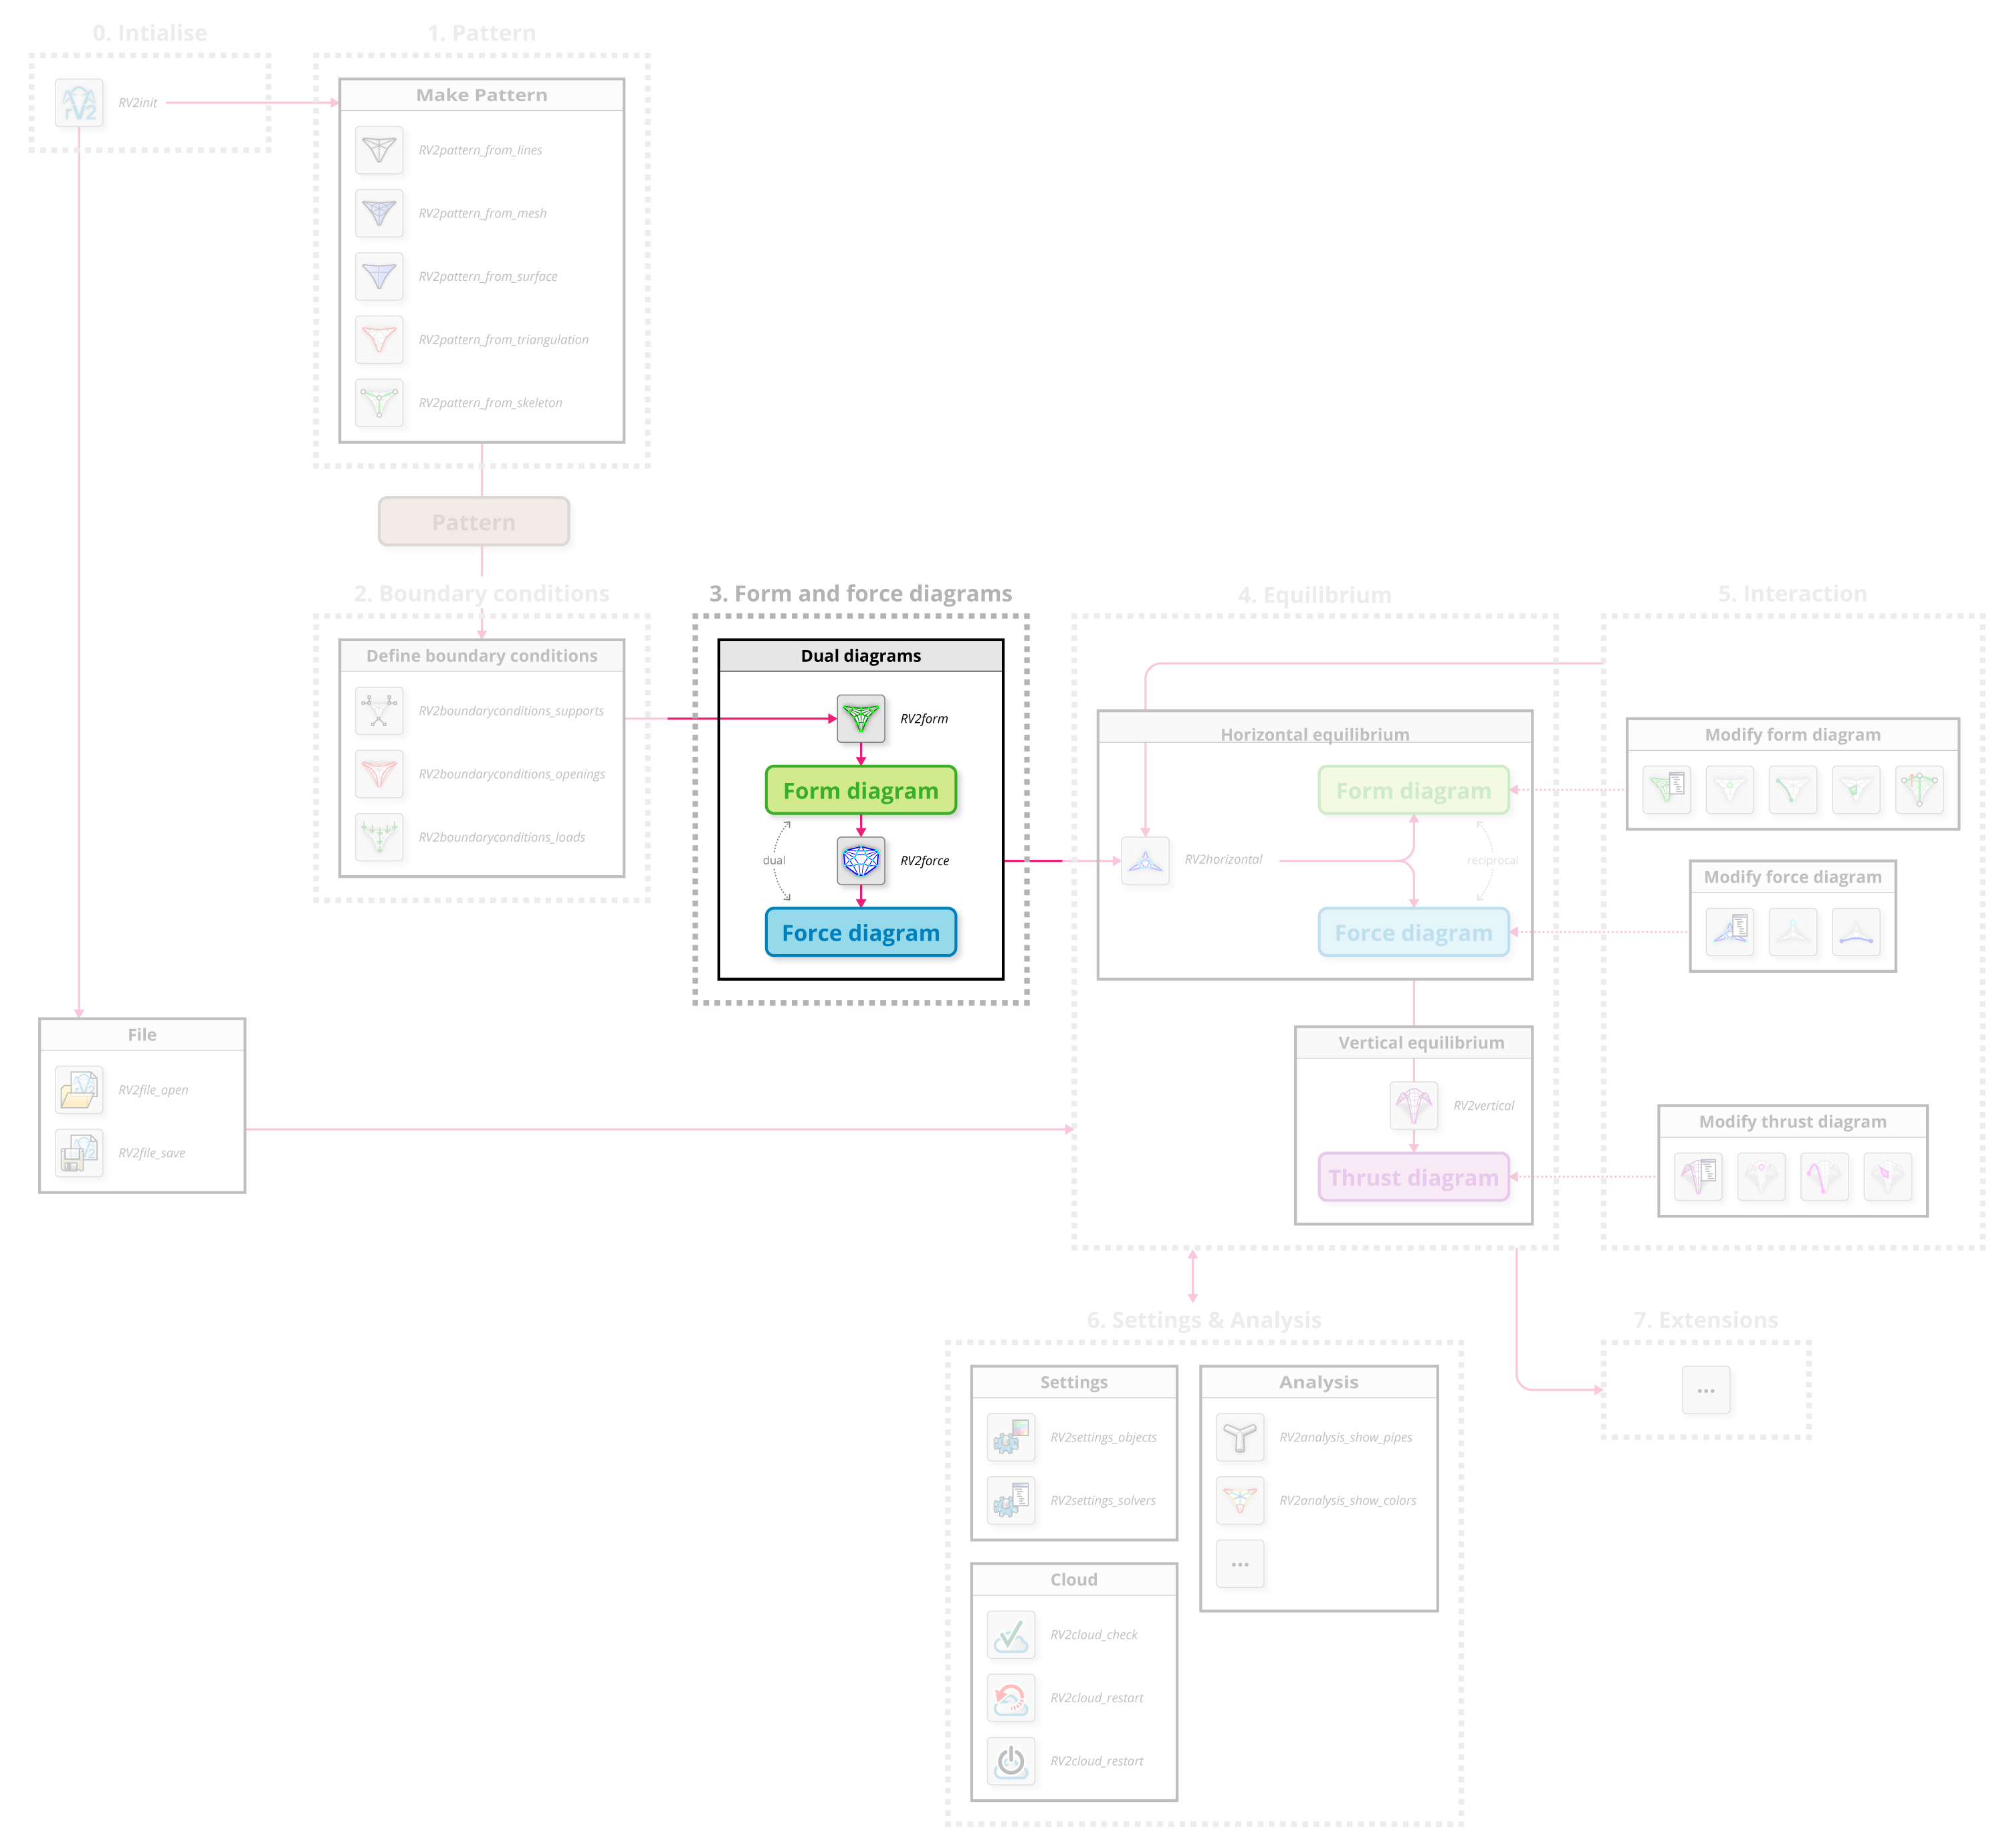 0. Intialise
RV2init
1. Pattern
Make Pattern
RV2pattern_from_lines
RV2pattern_from_mesh
RV2pattern_from_surface
RV2pattern_from_triangulation
RV2pattern_from_skeleton
Pattern
2. Boundary conditions
Define boundary conditions
RV2boundaryconditions_supports
RV2boundaryconditions_openings
RV2boundaryconditions_loads
3. Form and force diagrams
Dual diagrams
RV2form
Form diagram
dual
RV2force
Force diagram
4. Equilibrium
Horizontal equilibrium
Form diagram
RV2horizontal
reciprocal
Force diagram
Vertical equilibrium
RV2vertical
Thrust diagram
5. Interaction
Modify form diagram
Modify force diagram
Modify thrust diagram
File
RV2file_open
RV2file_save
6. Settings & Analysis
Settings
RV2settings_objects
RV2settings_solvers
Analysis
RV2analysis_show_pipes
RV2analysis_show_colors
...
Cloud
RV2cloud_check
RV2cloud_restart
RV2cloud_restart
7. Extensions
...